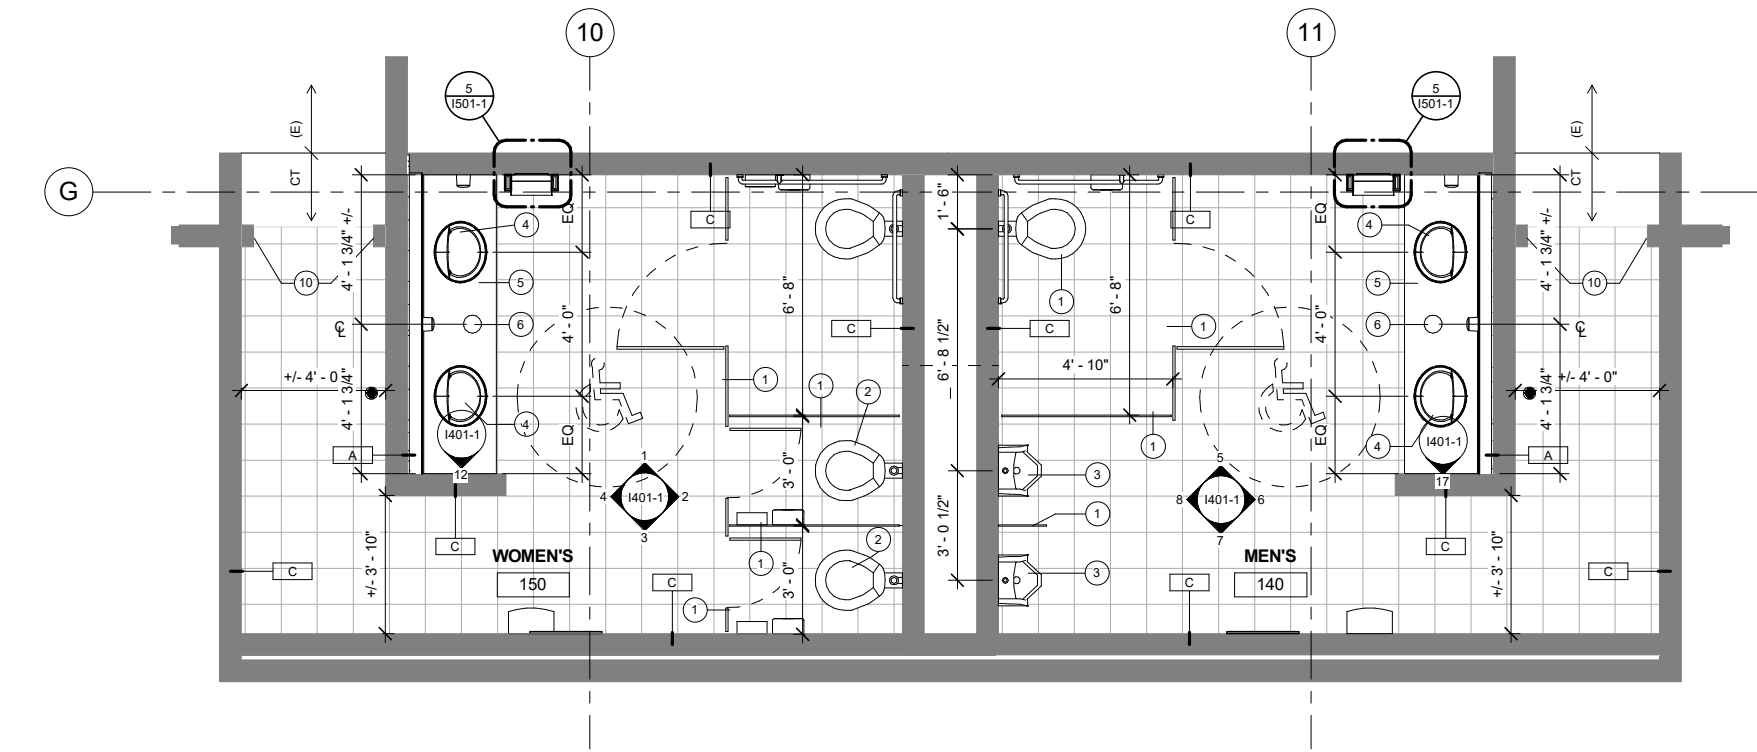 10
11
5
I501-1
5
I501-1
(E)
(E)
CT
CT
G
C
C
1' - 6"
4
EQ
EQ
4
4' - 1 3/4" +/-
4' - 1 3/4" +/-
10
5
6' - 8"
1
6' - 8"
5
10
CL
6
4' - 0"
C
6' - 8 1/2"
C
1
4' - 0"
6
CL
+/- 4' - 0
4' - 1 3/4"
1
1
2
4' - 10"
4' - 1 3/4"
+/- 4' - 0"
4
I401-1
12
EQ
1
EQ
4
I401-1
17
A
A
1
4
I401-1
2
3
3' - 0"
3
5
8
I401-1
6
7
3' - 0 1/2"
1
C
C
+/- 3' - 10"
WOMEN'S
150
MEN'S
140
+/- 3' - 10"
2
1
3' - 0"
3
C
C
C
C
1